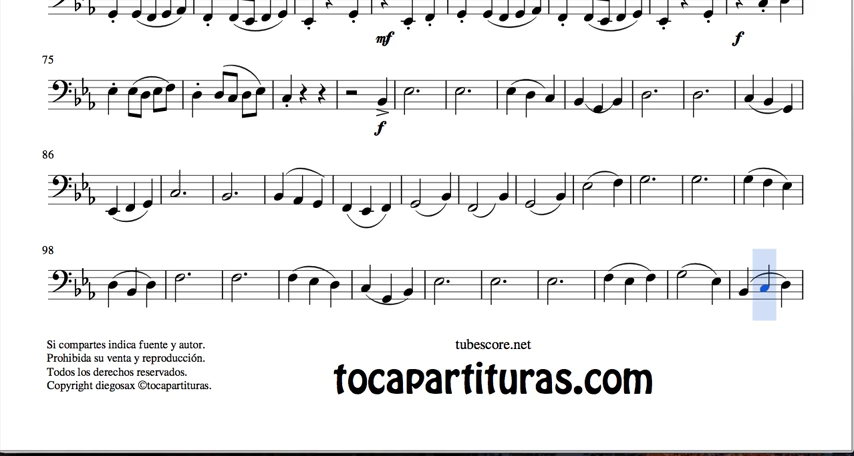 mf
f
75
f
86
98
Si compartes indica fuente y autor.
Prohibida su venta y reproducción.
Todos los derechos reservados.
Copyright diegosax ©tocapartituras.
tubescore.net
tocapartituras.com